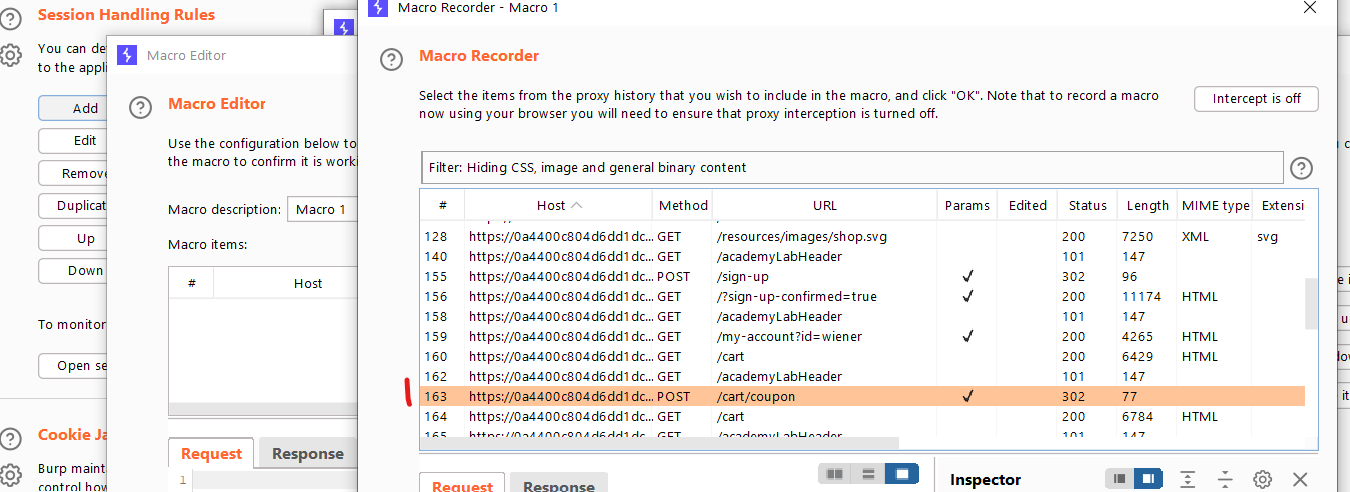 Session Handling Rules
You can de
to the appli
Add
Edit
Remove
Duplicat
Up
Down
To monitor
Open se
Cookie Ja
Burp maint
control how
Macro Editor
Macro Editor
Use the configuration below to
the macro to confirm it is worki
Macro description: Macro 1
Macro items:
# Host
Request Response
1
Macro Recorder - Macro 1
Macro Recorder
Select the items from the proxy history that you wish to include in the macro, and click "OK". Note that to record a macro
now using your browser you will need to ensure that proxy interception is turned off.
Intercept is off
Filter: Hiding CSS, image and general binary content
# Host Method URL Params Edited Status Length MIME type Extensi
128 https://0a4400c804d6dd1dc... GET /resources/images/shop.svg 200 7250 XML svg
140 https://0a4400c804d6dd1dc... GET /academyLabHeader 101 147
155 https://0a4400c804d6dd1dc... POST /sign-up ✓ 302 96
156 https://0a4400c804d6dd1dc... GET /?sign-up-confirmed=true ✓ 200 11174 HTML
158 https://0a4400c804d6dd1dc... GET /academyLabHeader 101 147
159 https://0a4400c804d6dd1dc... GET /my-account?id=wiener ✓ 200 4265 HTML
160 https://0a4400c804d6dd1dc... GET /cart 200 6429 HTML
162 https://0a4400c804d6dd1dc... GET /academyLabHeader 101 147
163 https://0a4400c804d6dd1dc... POST /cart/coupon ✓ 302 77
164 https://0a4400c804d6dd1dc... GET /cart 200 6784 HTML
165 https://0a4400c804d6dd1dc... GET /academyLabHeader 101 147
Request Response
Inspector